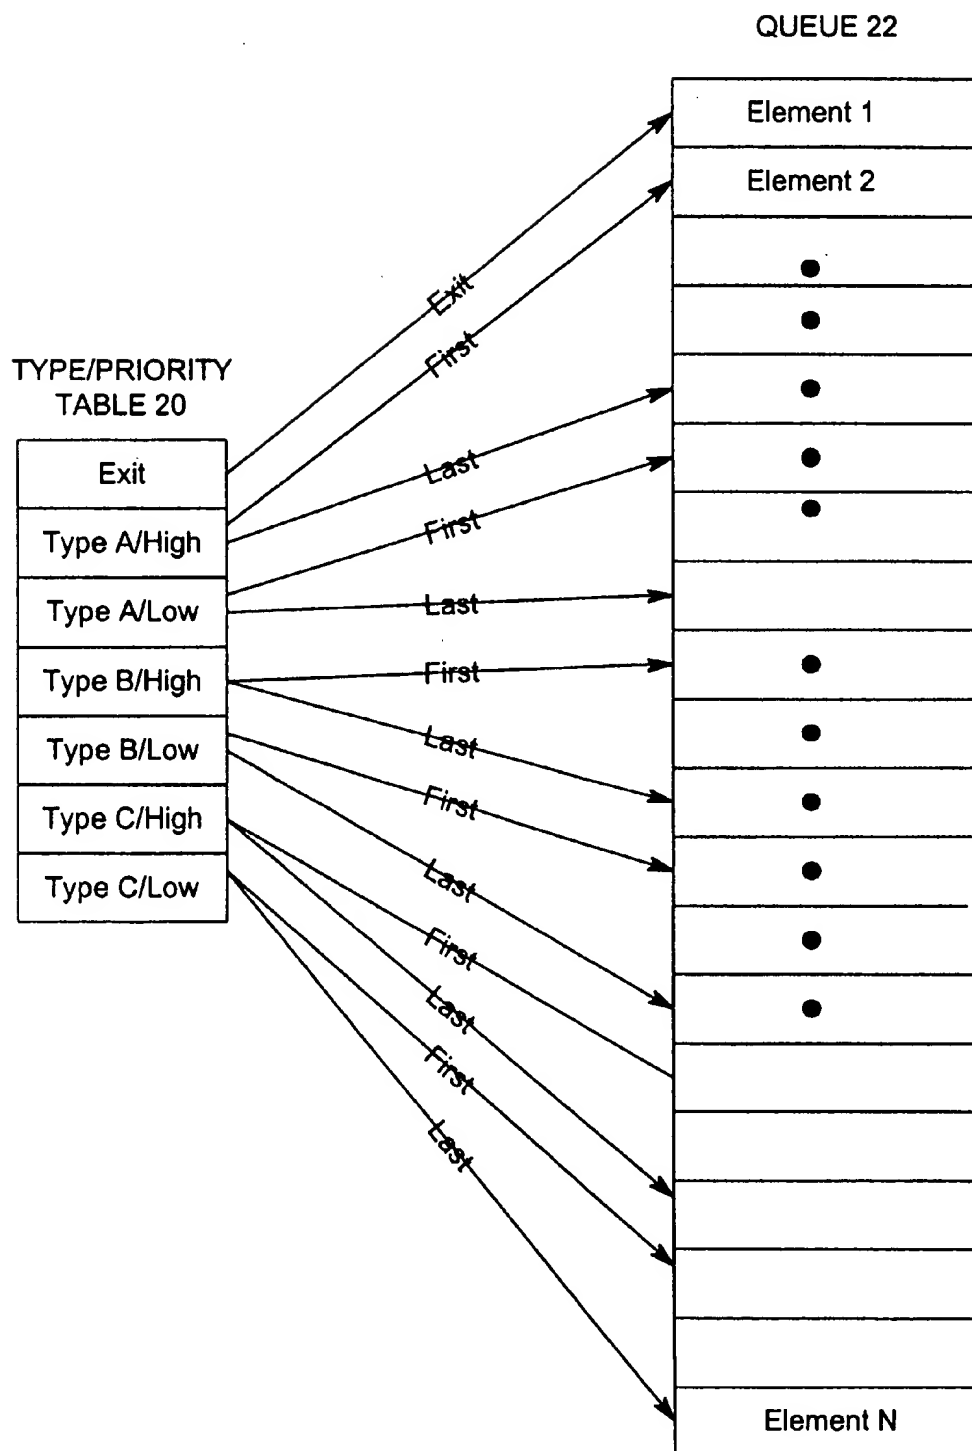 QUEUE 22
Element 1
Element 2
Exit
First
TYPE/PRIORITY
TABLE 20
Last
Exit
First
Type A/High
Type A/Low
Last
Type B/High
First
Last
Type B/Low
First
Type C/High
Last
Type C/Low
First
Last
First
Last
Element N